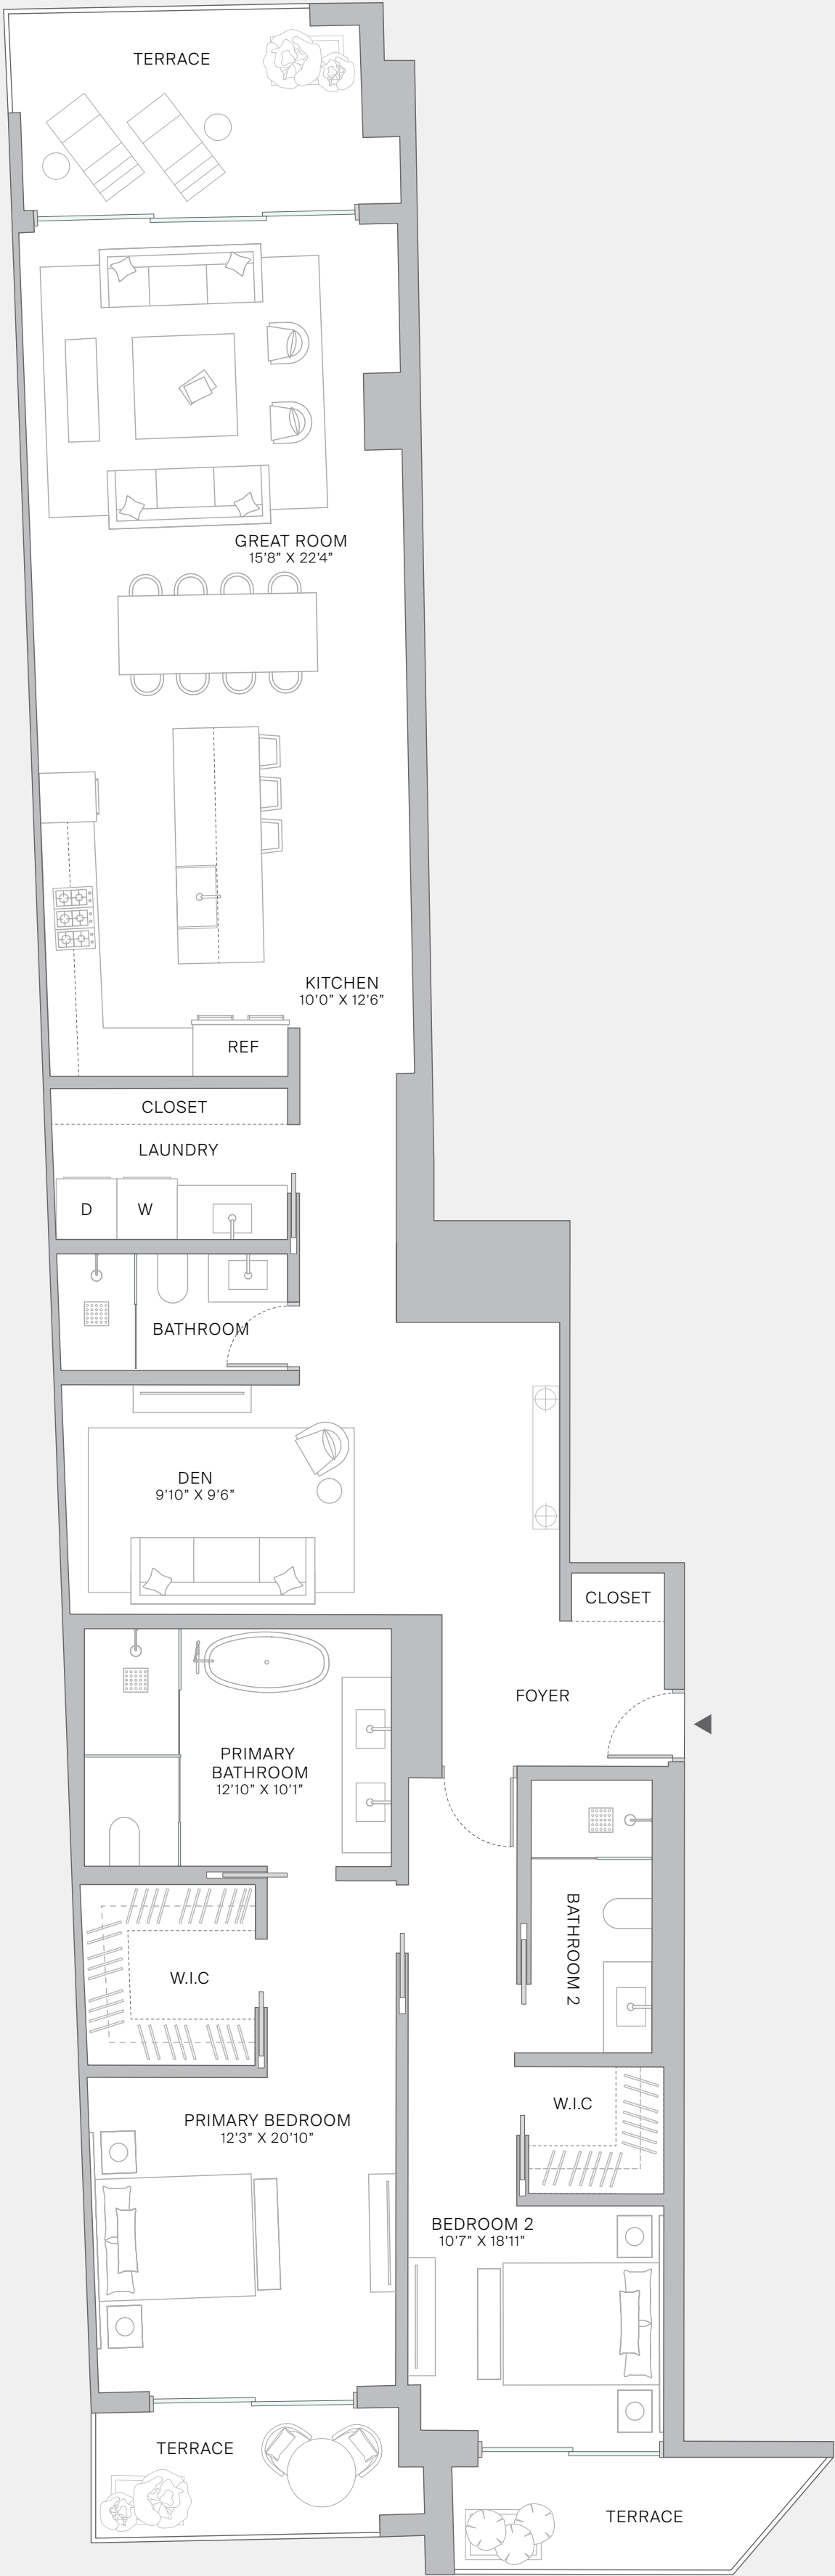 TERRACE
GREAT ROOM
15’8” X 22’4”
KITCHEN
10’0” X 12’6”
REF
CLOSET
LAUNDRY
D
W
BATHROOM
DEN
9’10” X 9’6”
CLOSET
FOYER
PRIMARY
BATHROOM
12’10” X 10’1”
BATHROOM 2
W.I.C
W.I.C
PRIMARY BEDROOM
12’3” X 20’10”
BEDROOM 2
10’7” X 18’11”
TERRACE
TERRACE